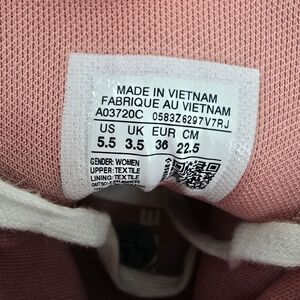 MADE IN VIETNAM
FABRIQUE AU VIETNAM
A03720C 0583Z6297V7RJ
US UK EUR CM
5.5 3.5 36 22.5
GENDER: WOMEN
UPPER: TEXTILE
LINING: TEXTILE